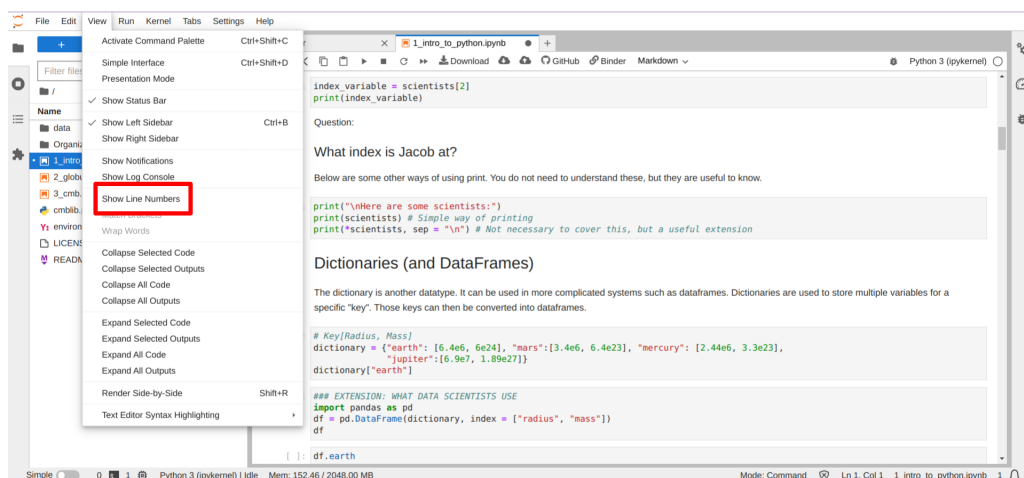 File Edit View Run Kernel Tabs Settings Help
Activate Command Palette Ctrl+Shift+C
Simple Interface Ctrl+Shift+D
Presentation Mode
Show Status Bar
Show Left Sidebar Ctrl+B
Show Right Sidebar
Show Notifications
Show Log Console
Show Line Numbers
Match Brackets
Wrap Words
Collapse Selected Code
Collapse Selected Outputs
Collapse All Code
Collapse All Outputs
Expand Selected Code
Expand Selected Outputs
Expand All Code
Expand All Outputs
Render Side-by-Side Shift+R
Text Editor Syntax Highlighting
+
Filter files
/
Name
data
Organiz
1_intro
2_globu
3_cmb.
cmblib.
environ
LICENS
READM
1_intro_to_python.ipynb
Download GitHub Binder Markdown Python 3 (ipykernel)
index_variable = scientists[2]
print(index_variable)
Question:
What index is Jacob at?
Below are some other ways of using print. You do not need to understand these, but they are useful to know.
print("\nHere are some scientists:")
print(scientists) # Simple way of printing
print(*scientists, sep = "\n") # Not necessary to cover this, but a useful extension
Dictionaries (and DataFrames)
The dictionary is another datatype. It can be used in more complicated systems such as dataframes. Dictionaries are used to store multiple variables for a
specific "key". Those keys can then be converted into dataframes.
# Key[Radius, Mass]
dictionary = {"earth": [6.4e6, 6e24], "mars":[3.4e6, 6.4e23], "mercury": [2.44e6, 3.3e23],
"jupiter":[6.9e7, 1.89e27]}
dictionary["earth"]
### EXTENSION: WHAT DATA SCIENTISTS USE
import pandas as pd
df = pd.DataFrame(dictionary, index = ["radius", "mass"])
df
[ ]: df.earth
Simple 0 1 Python 3 (ipykernel) | Idle Mem: 152.46 / 2048.00 MB Mode: Command Ln 1, Col 1 1_intro_to_python.ipynb 1